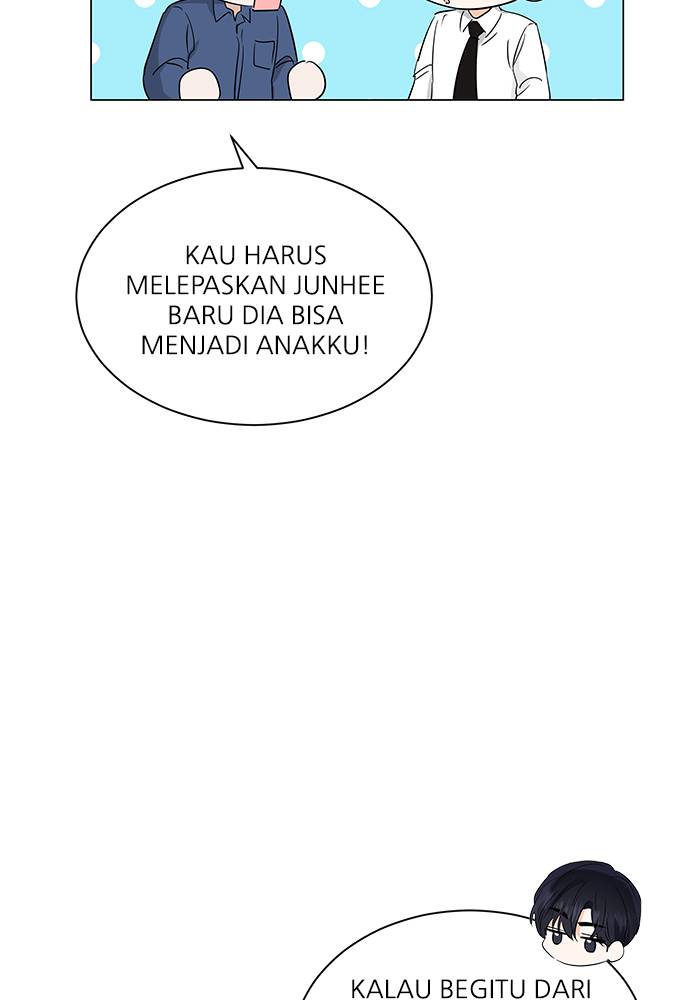 KAU HARUS
MELEPASKAN JUNHEE
BARU DIA BISA
MENJADI ANAKKU!
KALAU BEGITU DARI